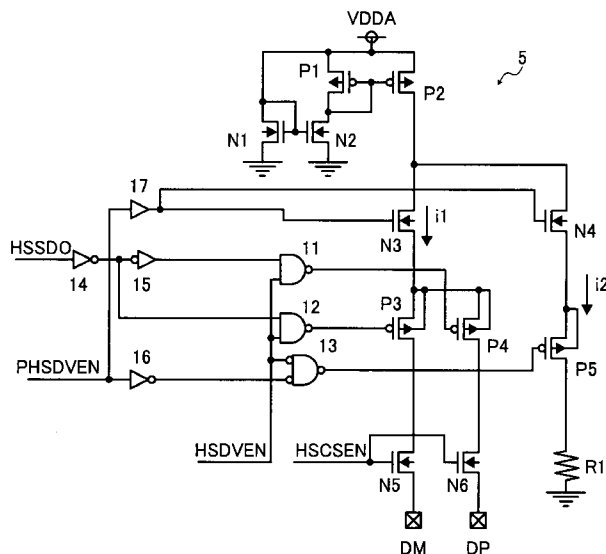 VDDA
5
P1
P2
N1
N2
17
i1
N4
N3
HSSDO
11
14
15
i2
12
P3
P4
13
PHSDVEN
16
P5
HSDVEN
HSCSEN
R1
N5
N6
DM
DP